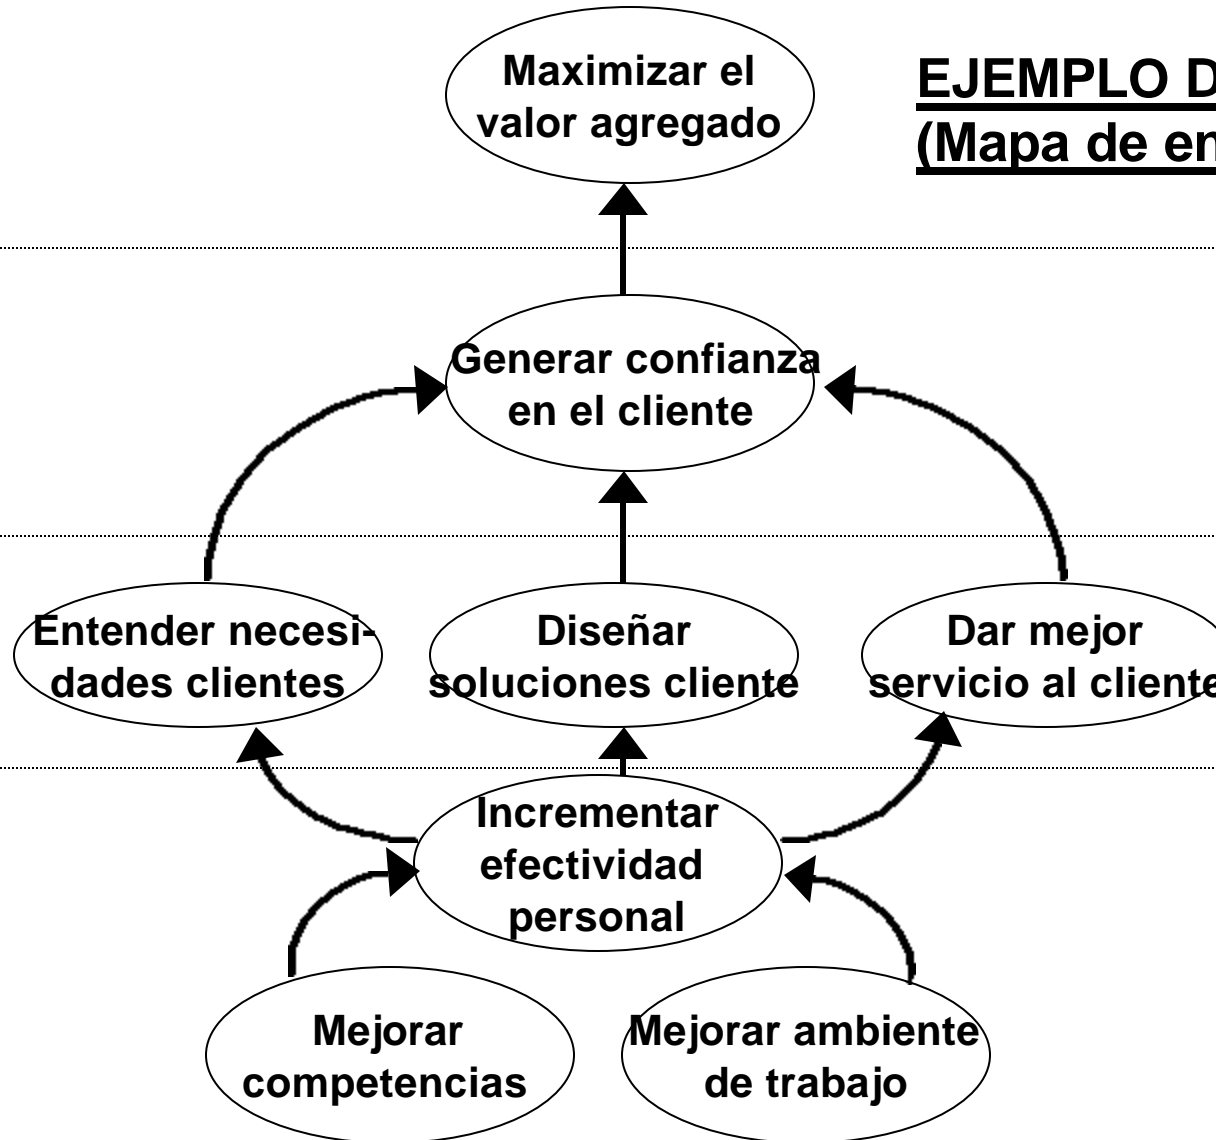 Maximizar el
valor agregado
EJEMPLO D
(Mapa de en
Generar confianza
en el cliente
Entender necesi-
dades clientes
Diseñar
soluciones cliente
Dar mejor
servicio al cliente
Incrementar
efectividad
personal
Mejorar
competencias
Mejorar ambiente
de trabajo